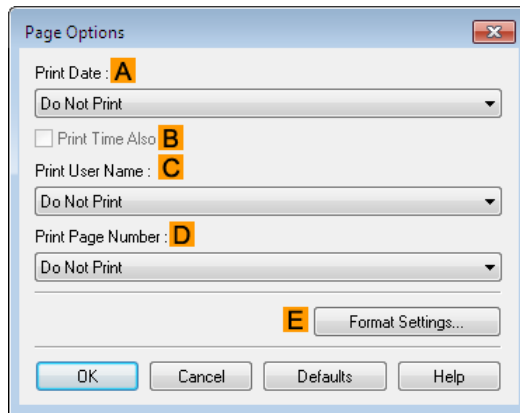 Page Options
Print Date : A
Do Not Print
Print Time Also B
Print User Name : C
Do Not Print
Print Page Number : D
Do Not Print
E Format Settings...
OK Cancel Defaults Help